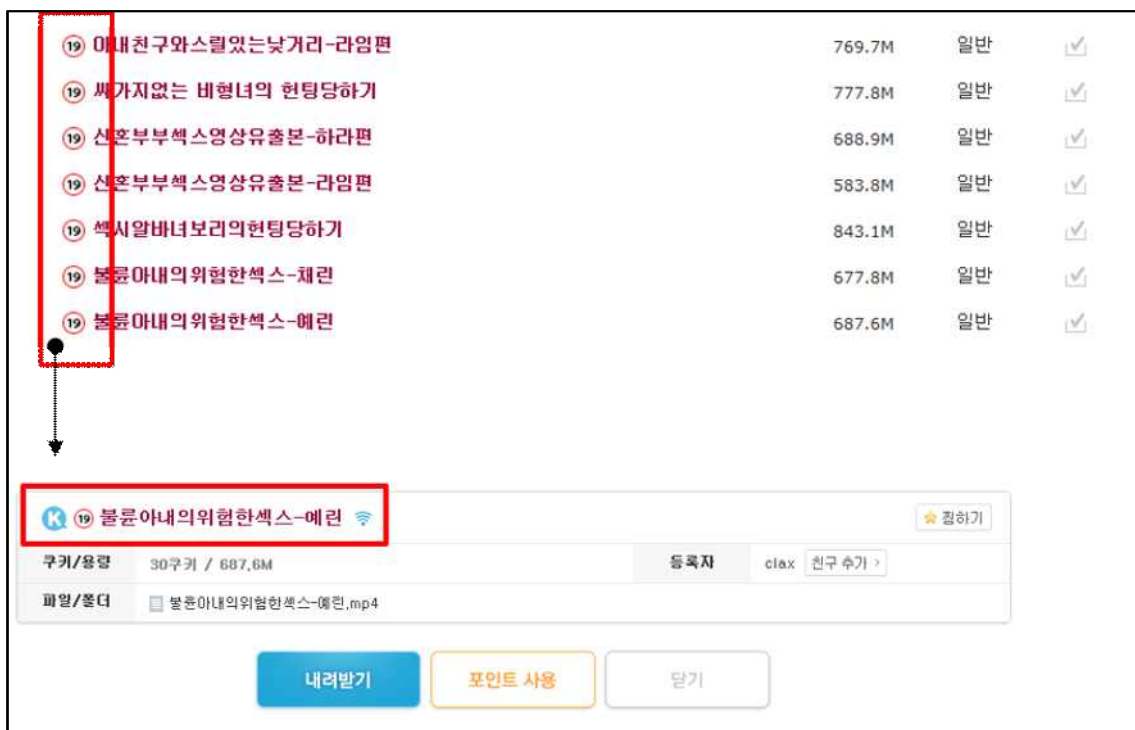 19 아내친구와스릴있는낮거리-라임편 769.7M 일반
19 싸가지없는 비형녀의 헌팅당하기 777.8M 일반
19 신혼부부섹스영상유출본-하라편 688.9M 일반
19 신혼부부섹스영상유출본-라임편 583.8M 일반
19 섹시알바녀보리의헌팅당하기 843.1M 일반
19 불륜아내의위험한섹스-채린 677.8M 일반
19 불륜아내의위험한섹스-예린 687.6M 일반
K 19 불륜아내의위험한섹스-예린 찜하기
쿠키/용량 30쿠키 / 687,6M 등록자 clax 친구 추가 >
파일/폴더 불륜아내의위험한섹스-예린,mp4
내려받기 포인트 사용 닫기